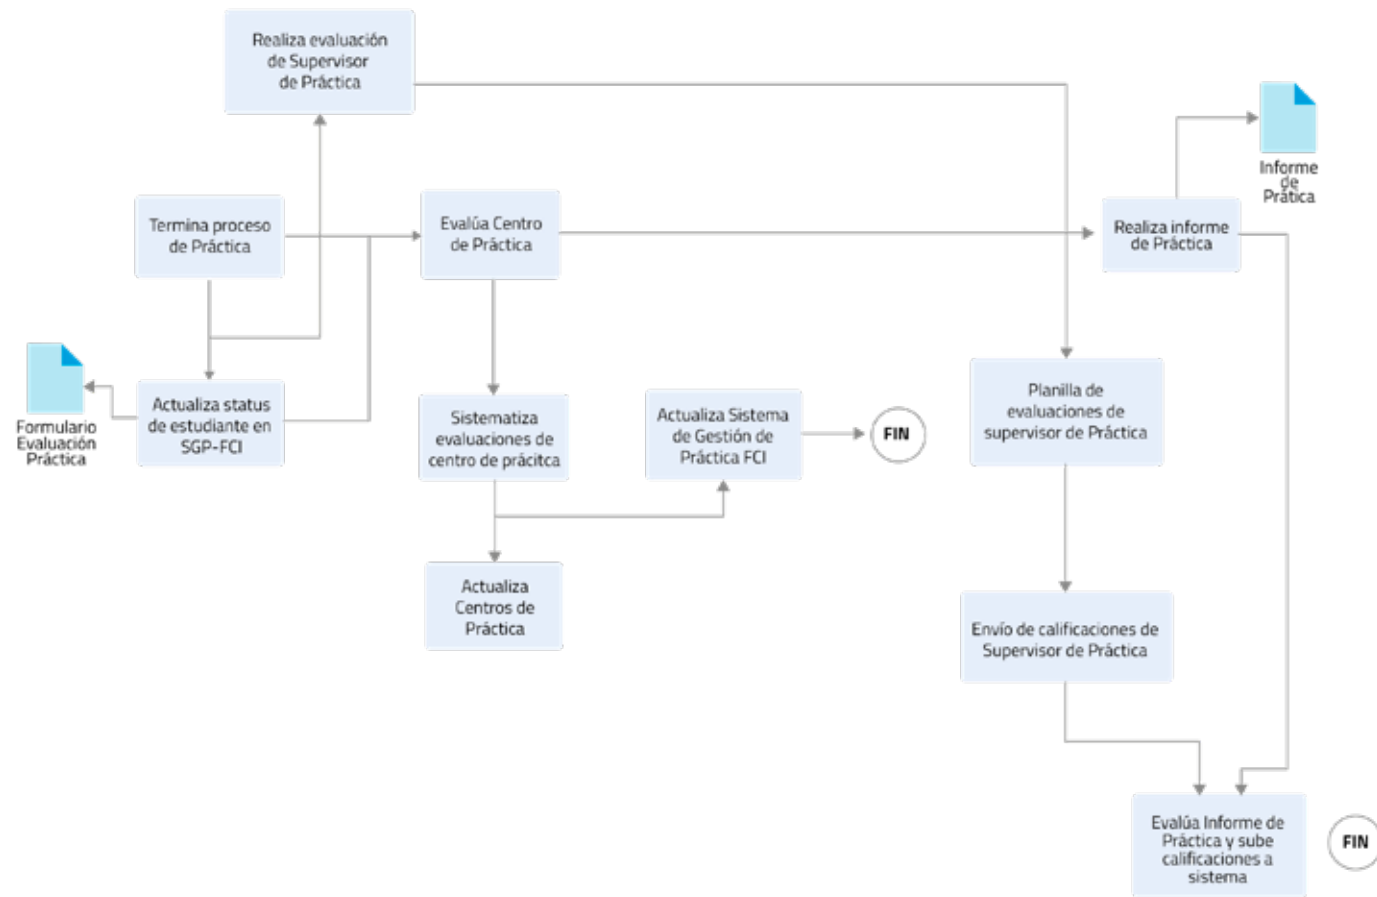 Realiza evaluación
de Supervisor
de Práctica
Informe
de
Prática
Termina proceso
de Práctica
Evalúa Centro
de Práctica
Realiza informe
de Práctica
Formulario
Evaluación
Práctica
Actualiza status
de estudiante en
SGP-FCI
Sistematiza
evaluaciones de
centro de prácitca
Actualiza Sistema
de Gestión de
Práctica FCI
FIN
Planilla de
evaluaciones de
supervisor de Práctica
Actualiza
Centros de
Práctica
Envío de calificaciones de
Supervisor de Práctica
Evalúa Informe de
Práctica y sube
calificaciones a
sistema
FIN